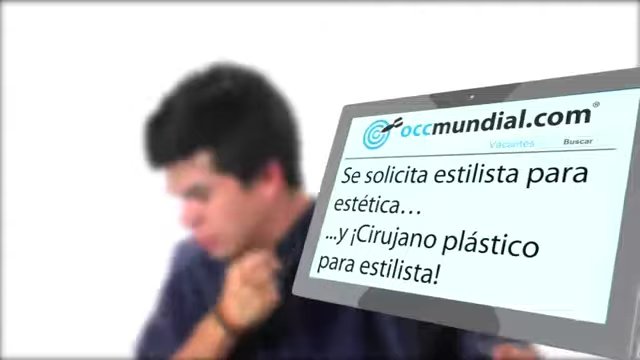 occmundial.com®
Vacantes Buscar
Se solicita estilista para
estética...
...y ¡Cirujano plástico
para estilista!